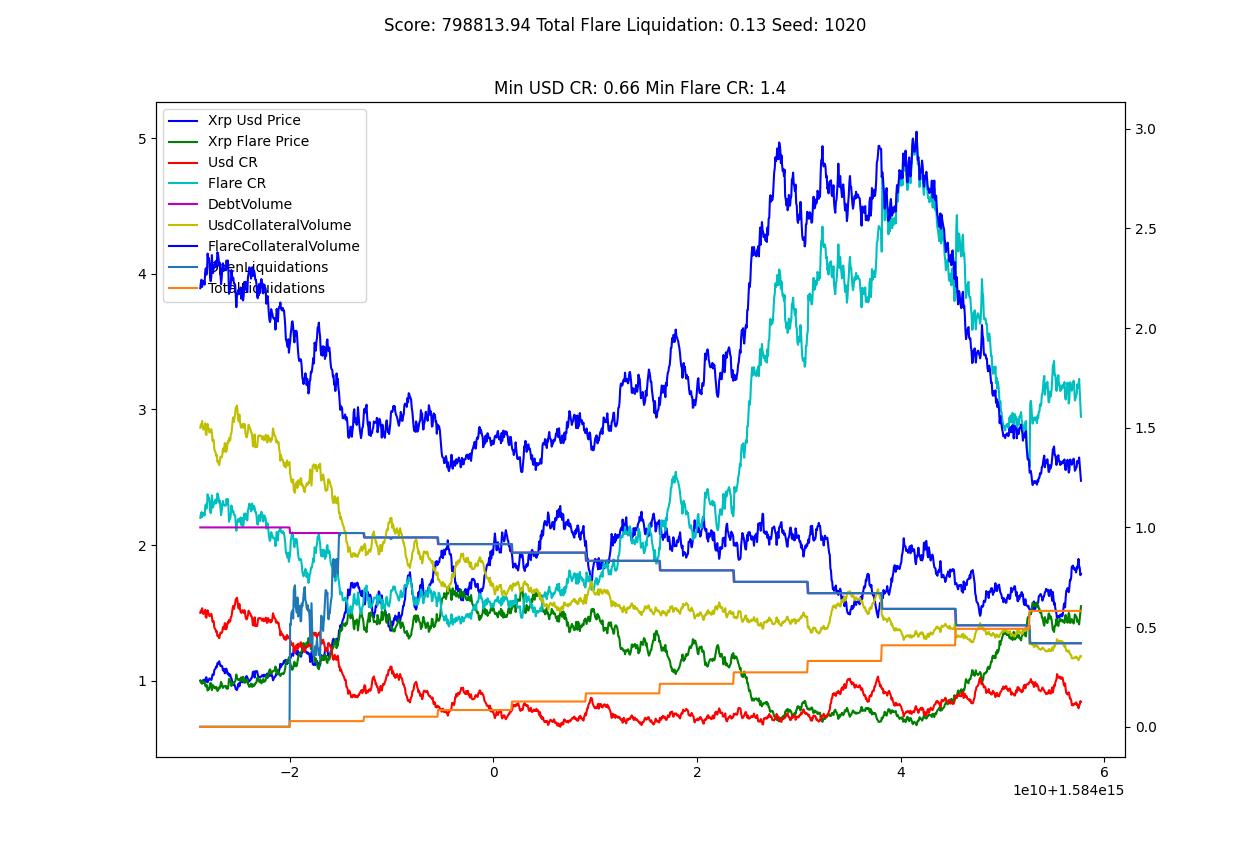 Score: 798813.94 Total Flare Liquidation: 0.13 Seed: 1020
Min USD CR: 0.66 Min Flare CR: 1.4
Xrp Usd Price
Xrp Flare Price
Usd CR
Flare CR
DebtVolume
UsdCollateralVolume
FlareCollateralVolume
OpenLiquidations
TotalLiquidations
5
4
3
2
1
3.0
2.5
2.0
1.5
1.0
0.5
0.0
−2
0
2
4
6
1e10+1.584e15